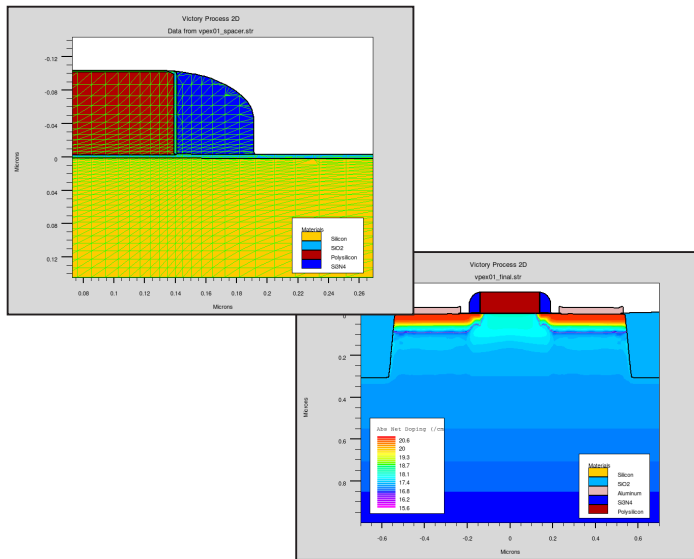 Victory Process 2D
Data from vpex01_spacer.str
-0.12
-0.08
-0.04
0
0.04
0.08
0.12
Microns
0.08
0.1
0.12
0.14
0.16
0.18
0.2
0.22
0.24
0.26
Microns
Materials
Silicon
SiO2
Polysilicon
Si3N4
Victory Process 2D
vpex01_final.str
0
0.2
0.4
0.6
0.8
Microns
-0.6
-0.4
-0.2
0
0.2
0.4
0.6
Microns
Abs Net Doping (/cm
20.6
20
19.3
18.7
18.1
17.4
16.8
16.2
15.6
Materials
Silicon
SiO2
Aluminum
Si3N4
Polysilicon